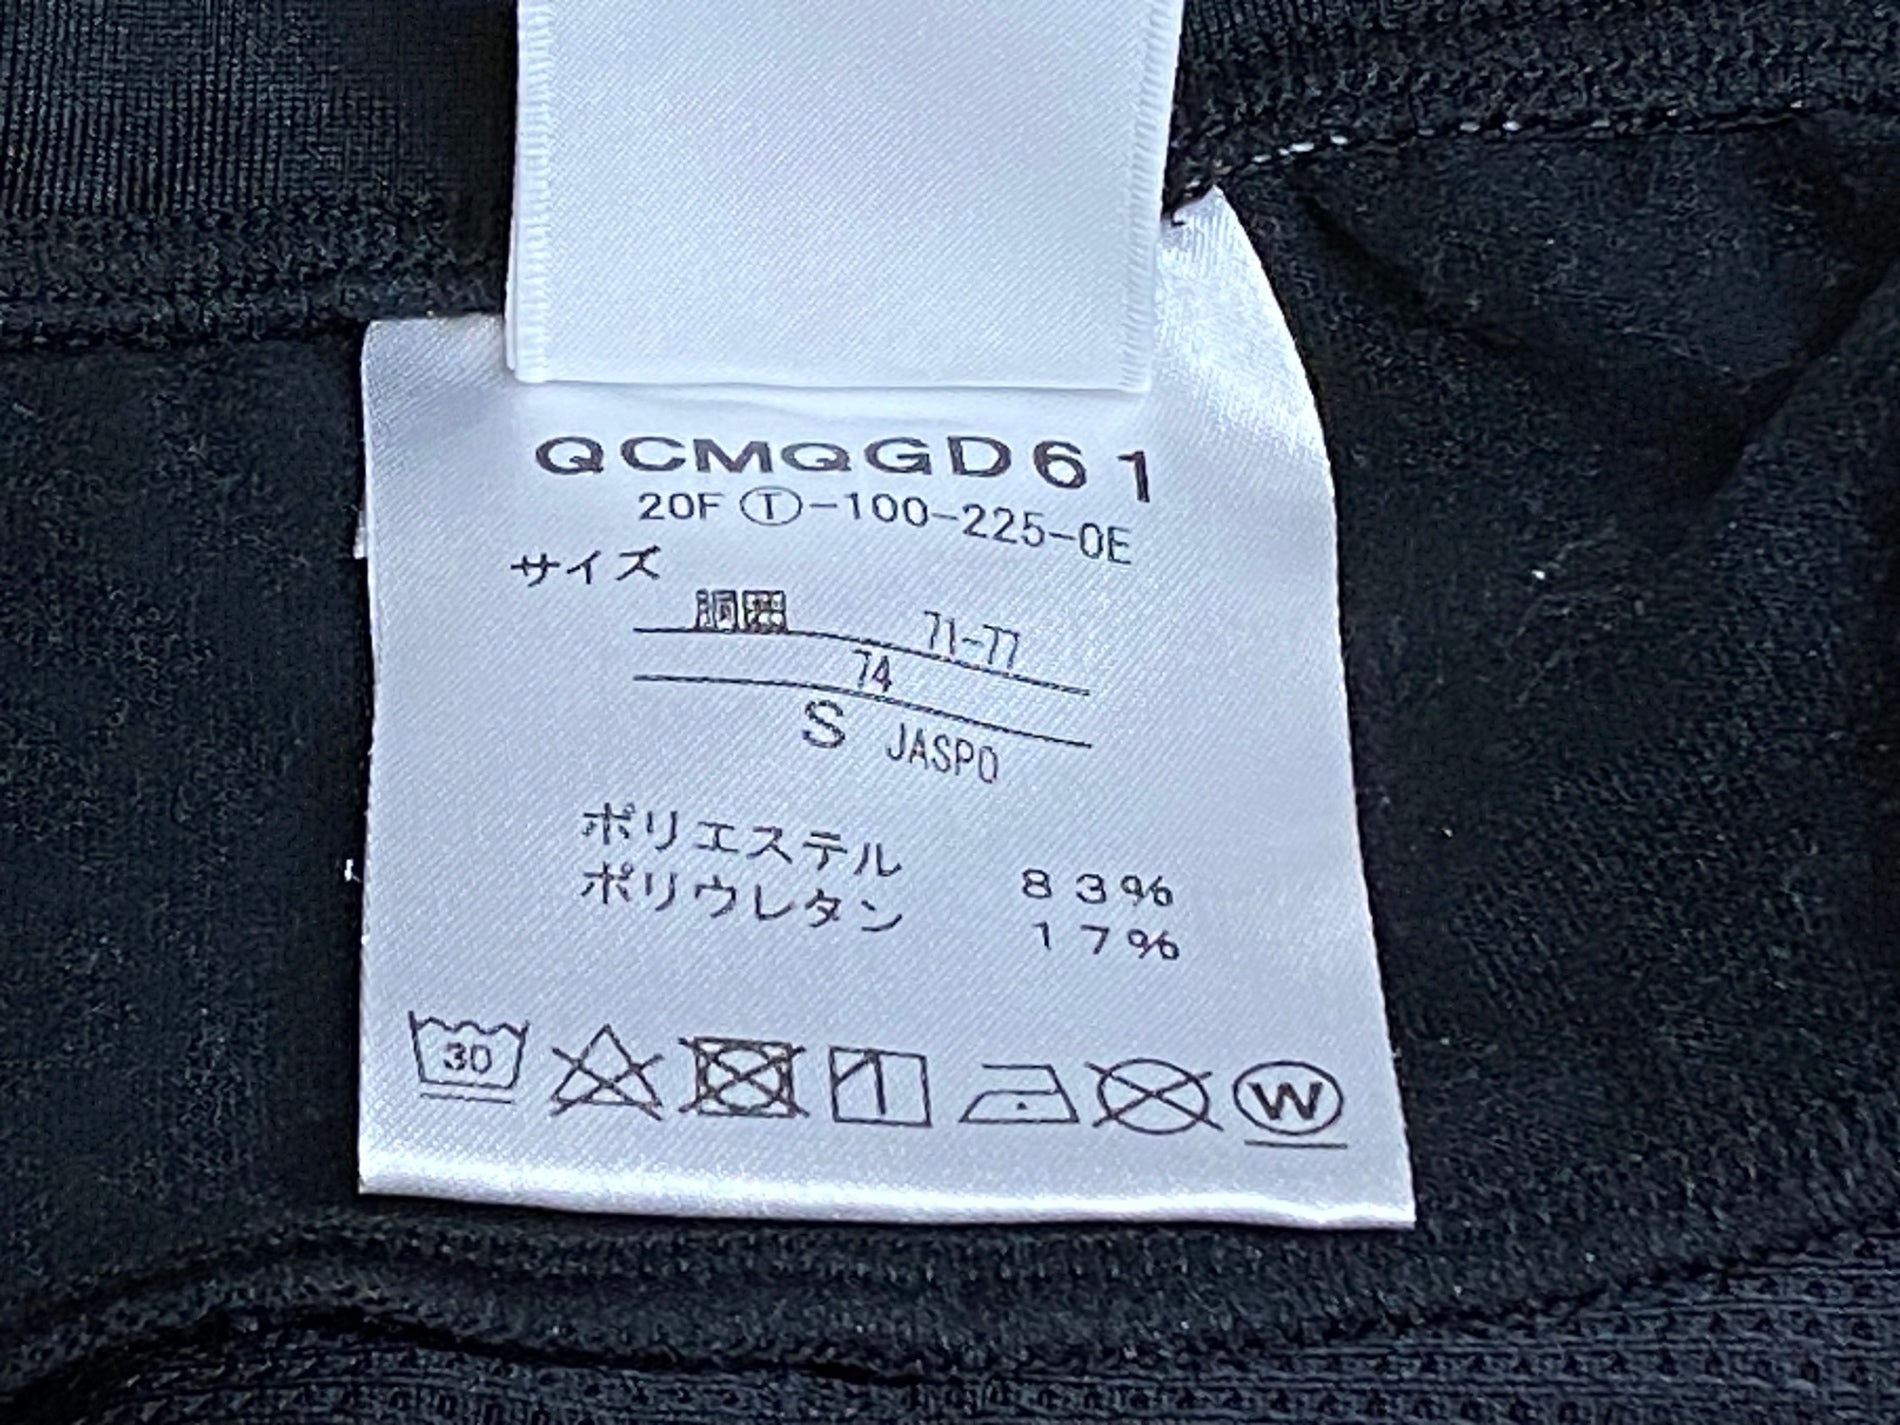 QCMQGD61
20F Ⓣ-100-225-0E
サイズ
胴囲 71-77
74
S JASPO
ポリエステル 83%
ポリウレタン 17%
30
W